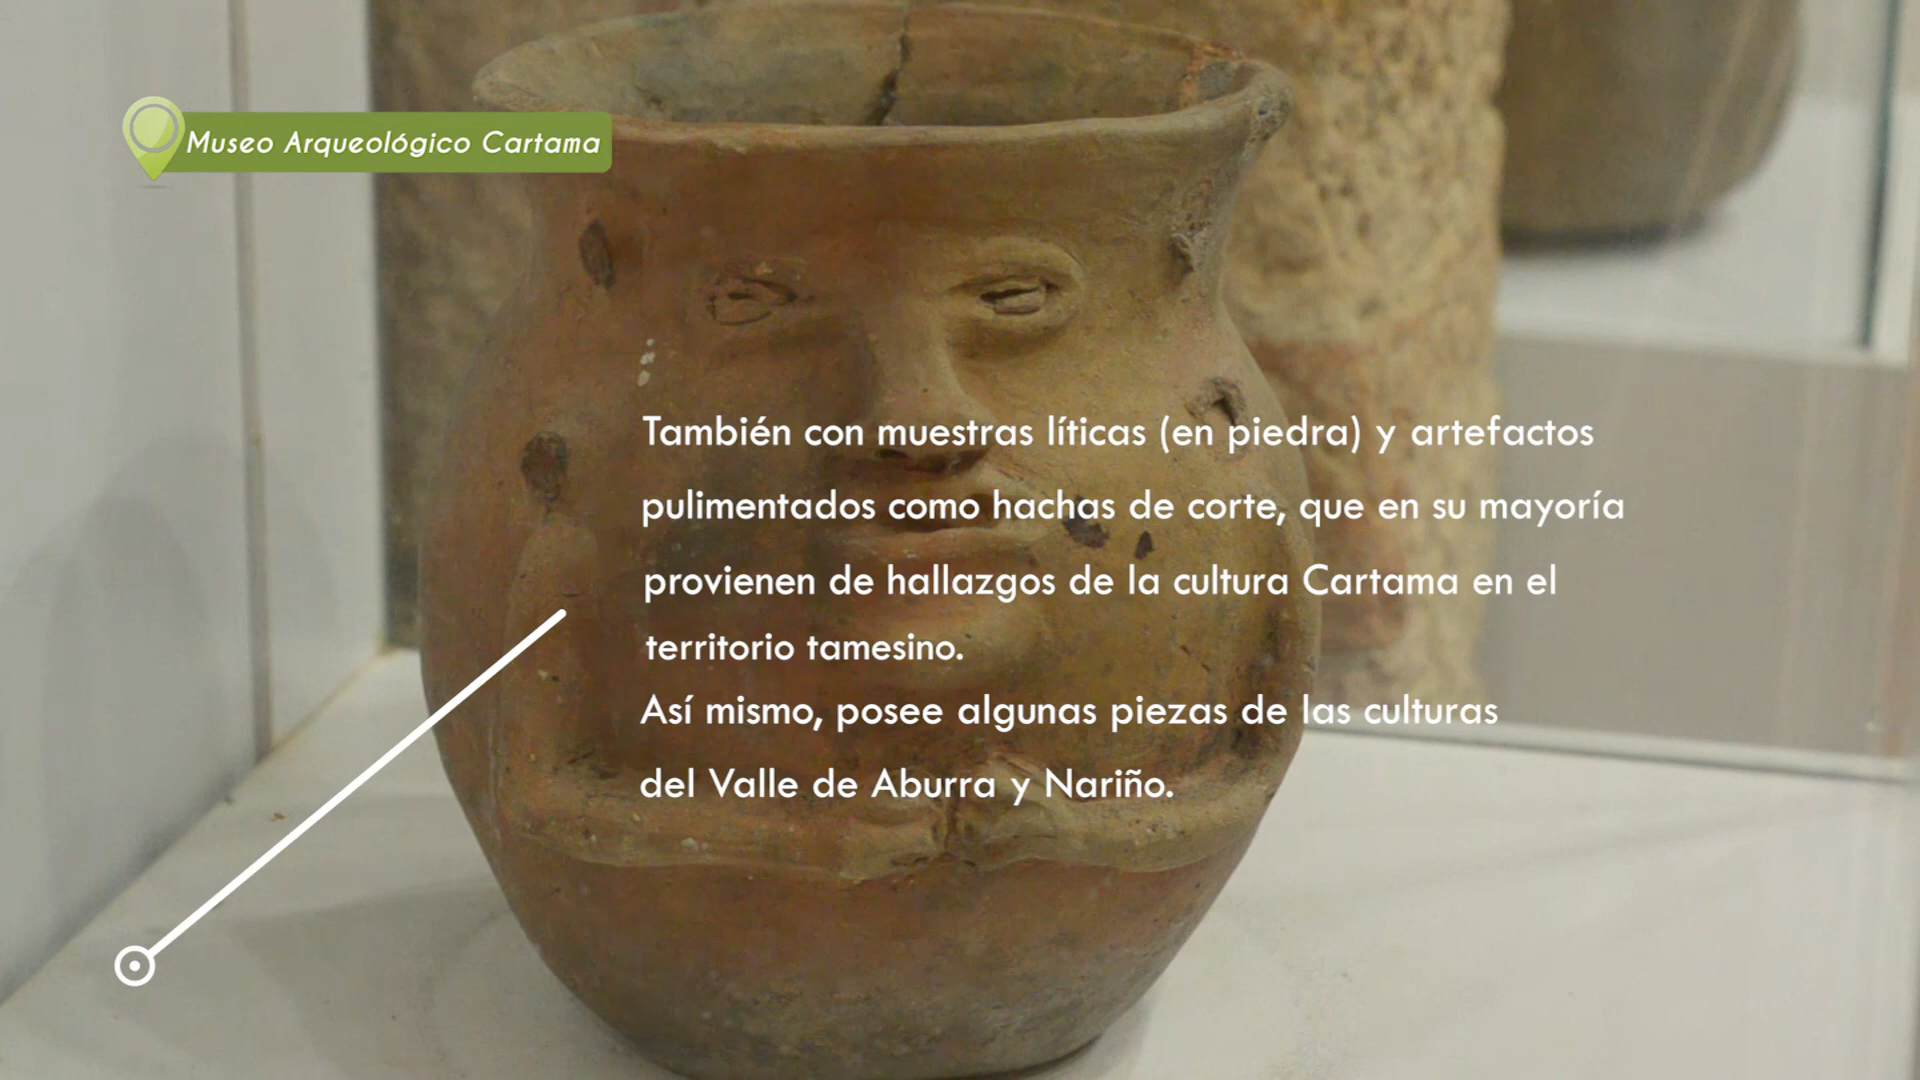 Museo Arqueológico Cartama
También con muestras líticas (en piedra) y artefactos
pulimentados como hachas de corte, que en su mayoría
provienen de hallazgos de la cultura Cartama en el
territorio tamesino.
Así mismo, posee algunas piezas de las culturas
del Valle de Aburra y Nariño.